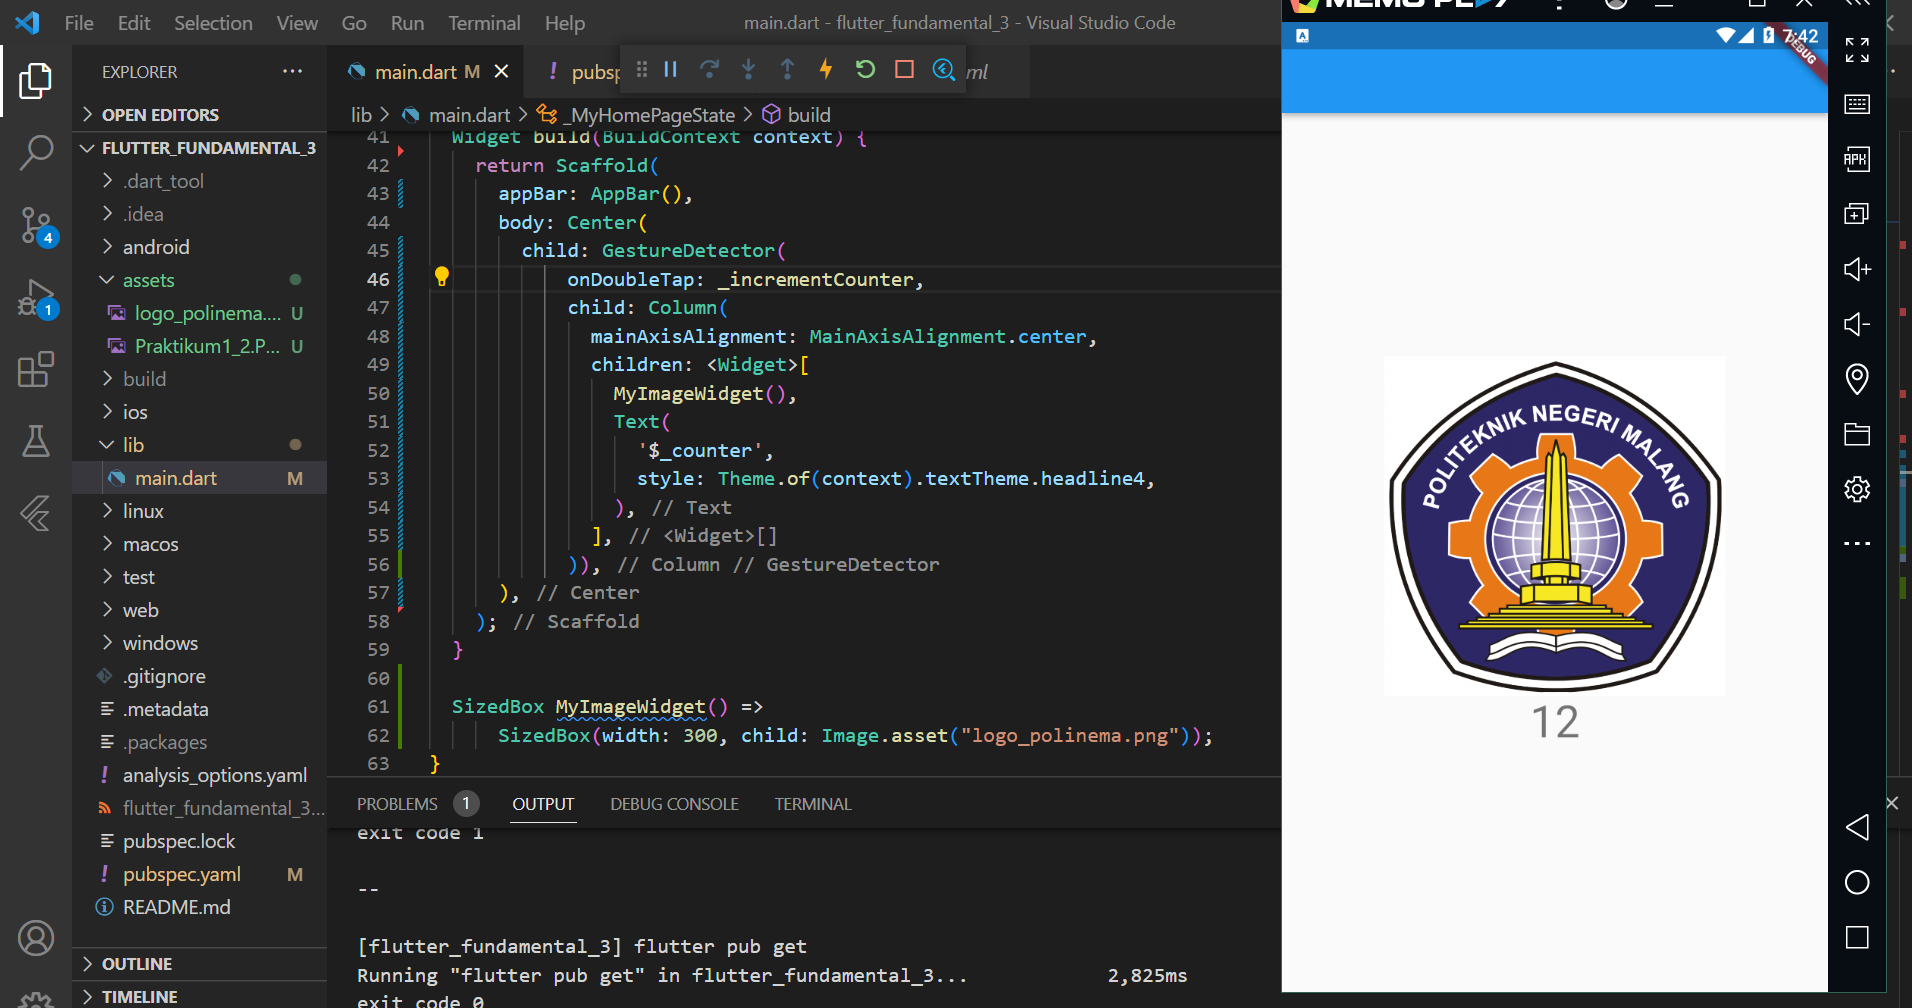 File Edit Selection View Go Run Terminal Help
main.dart - flutter_fundamental_3 - Visual Studio Code
EXPLORER
OPEN EDITORS
FLUTTER_FUNDAMENTAL_3
.dart_tool
.idea
android
assets
logo_polinema.... U
Praktikum1_2.P... U
build
ios
lib
main.dart M
linux
macos
test
web
windows
.gitignore
.metadata
.packages
analysis_options.yaml
flutter_fundamental_3...
pubspec.lock
pubspec.yaml M
README.md
OUTLINE
TIMELINE
4
1
main.dart M
! pubsp
ml
lib > main.dart > _MyHomePageState > build
41 Widget build(BuildContext context) {
42 return Scaffold(
43 appBar: AppBar(),
44 body: Center(
45 child: GestureDetector(
46 onDoubleTap: _incrementCounter,
47 child: Column(
48 mainAxisAlignment: MainAxisAlignment.center,
49 children: <Widget>[
50 MyImageWidget(),
51 Text(
52 '$_counter',
53 style: Theme.of(context).textTheme.headline4,
54 ), // Text
55 ], // <Widget>[]
56 )), // Column // GestureDetector
57 ), // Center
58 ); // Scaffold
59 }
60
61 SizedBox MyImageWidget() =>
62 SizedBox(width: 300, child: Image.asset("logo_polinema.png"));
63 }
PROBLEMS 1 OUTPUT DEBUG CONSOLE TERMINAL
exit code 1
--
[flutter_fundamental_3] flutter pub get
Running "flutter pub get" in flutter_fundamental_3... 2,825ms
exit code 0
7:42
DEBUG
POLITEKNIK NEGERI MALANG
12
APK